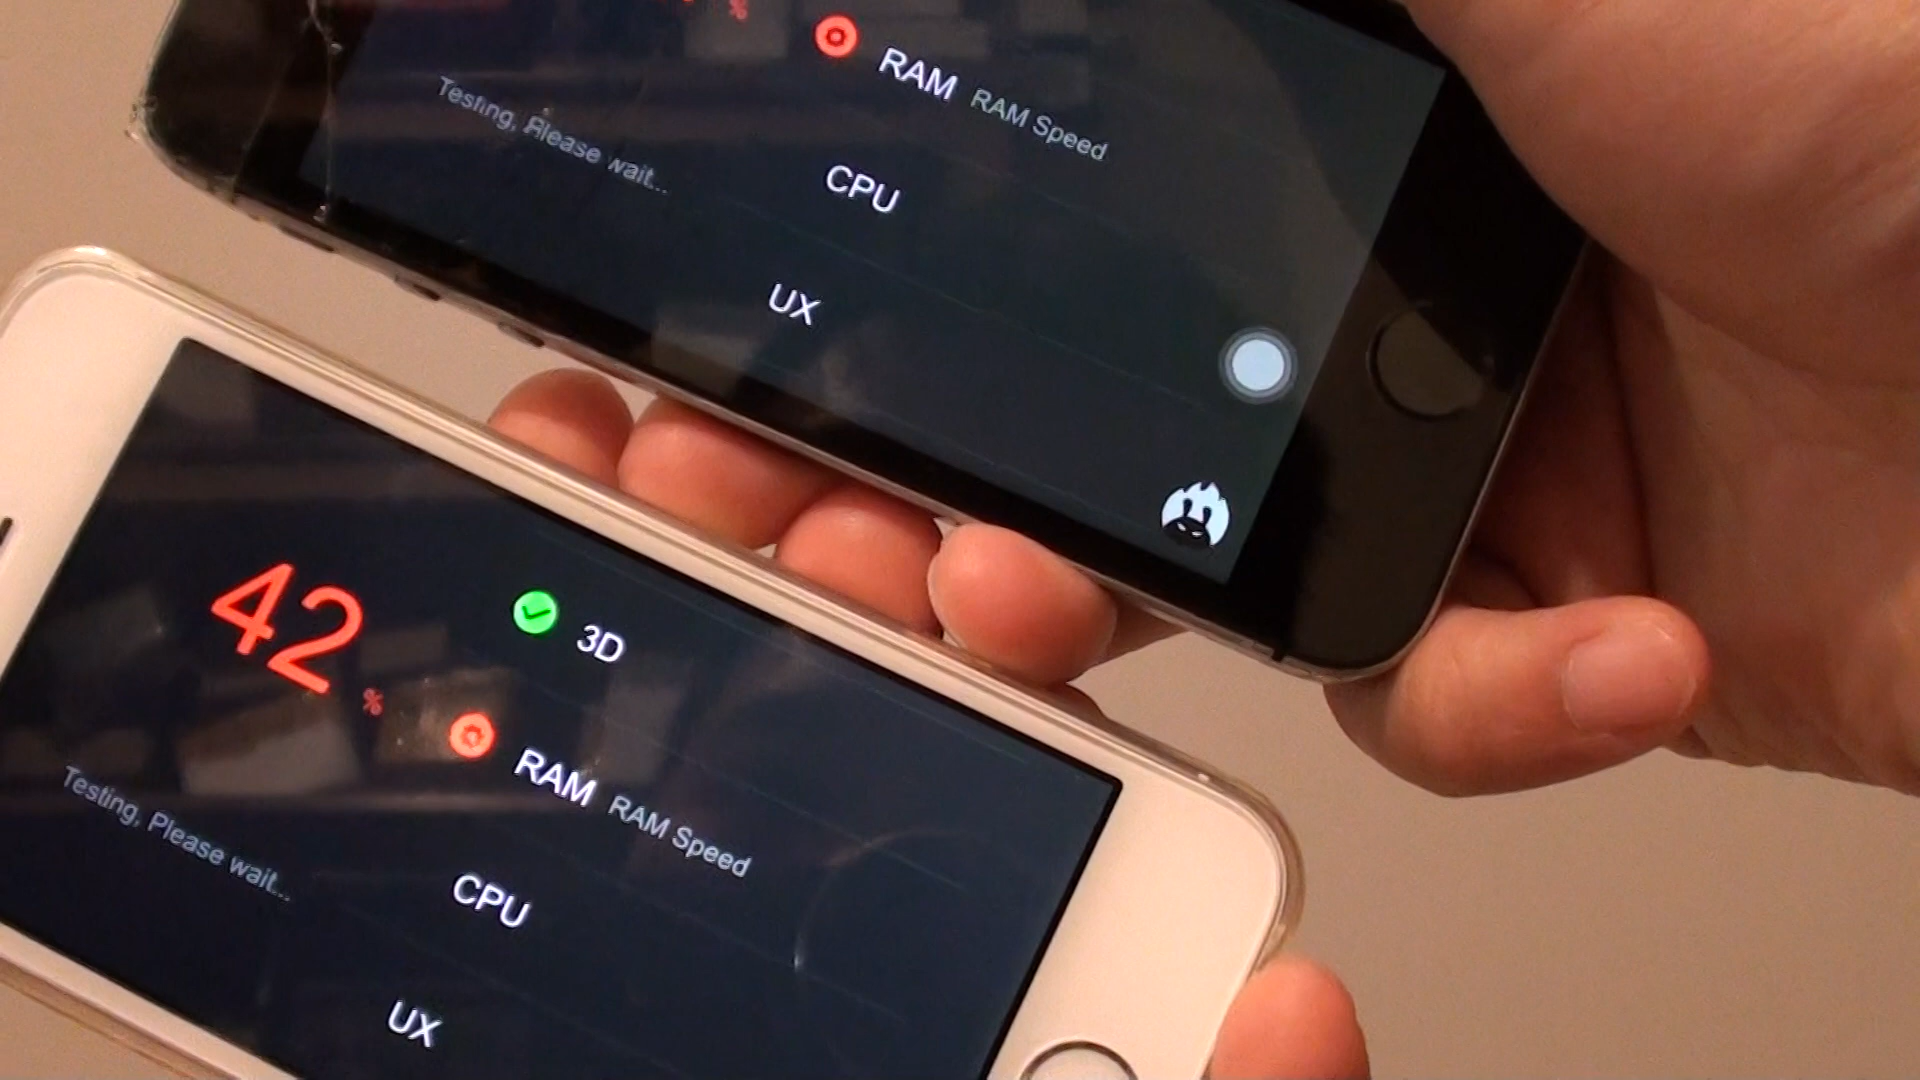 %
RAM RAM Speed
Testing, Please wait...
CPU
UX
42 %
3D
RAM RAM Speed
Testing, Please wait...
CPU
UX